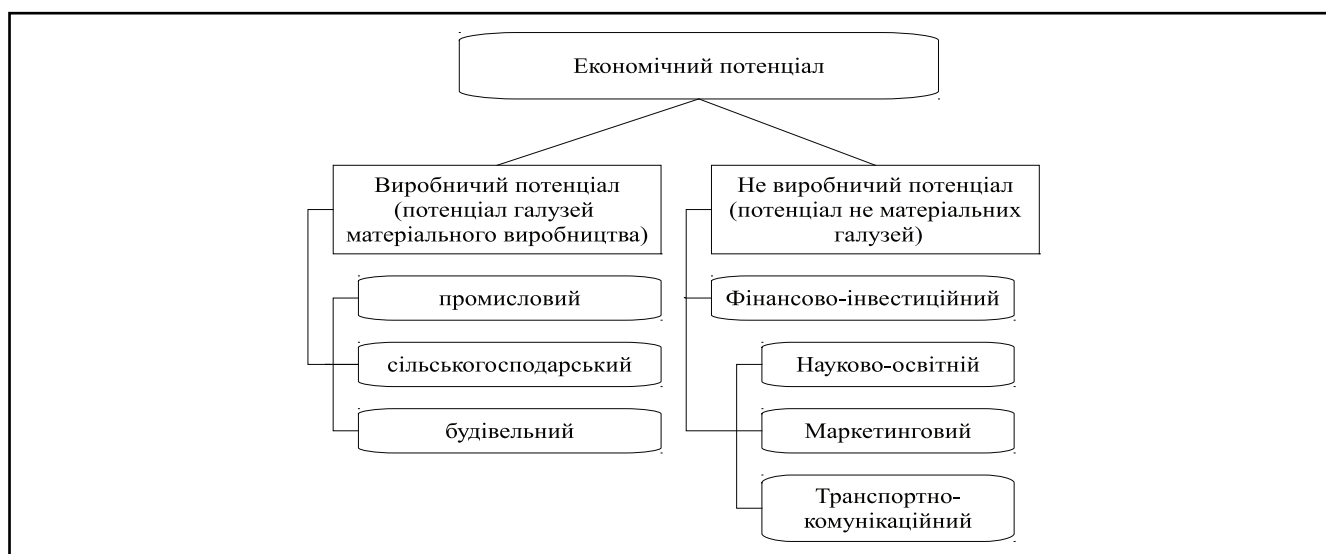 Економічний потенціал
Виробничий потенціал
(потенціал галузей
матеріального виробництва)
Не виробничий потенціал
(потенціал не матеріальних
галузей)
промисловий
сільськогосподарський
будівельний
Фінансово-інвестиційний
Науково-освітній
Маркетинговий
Транспортно-
комунікаційний